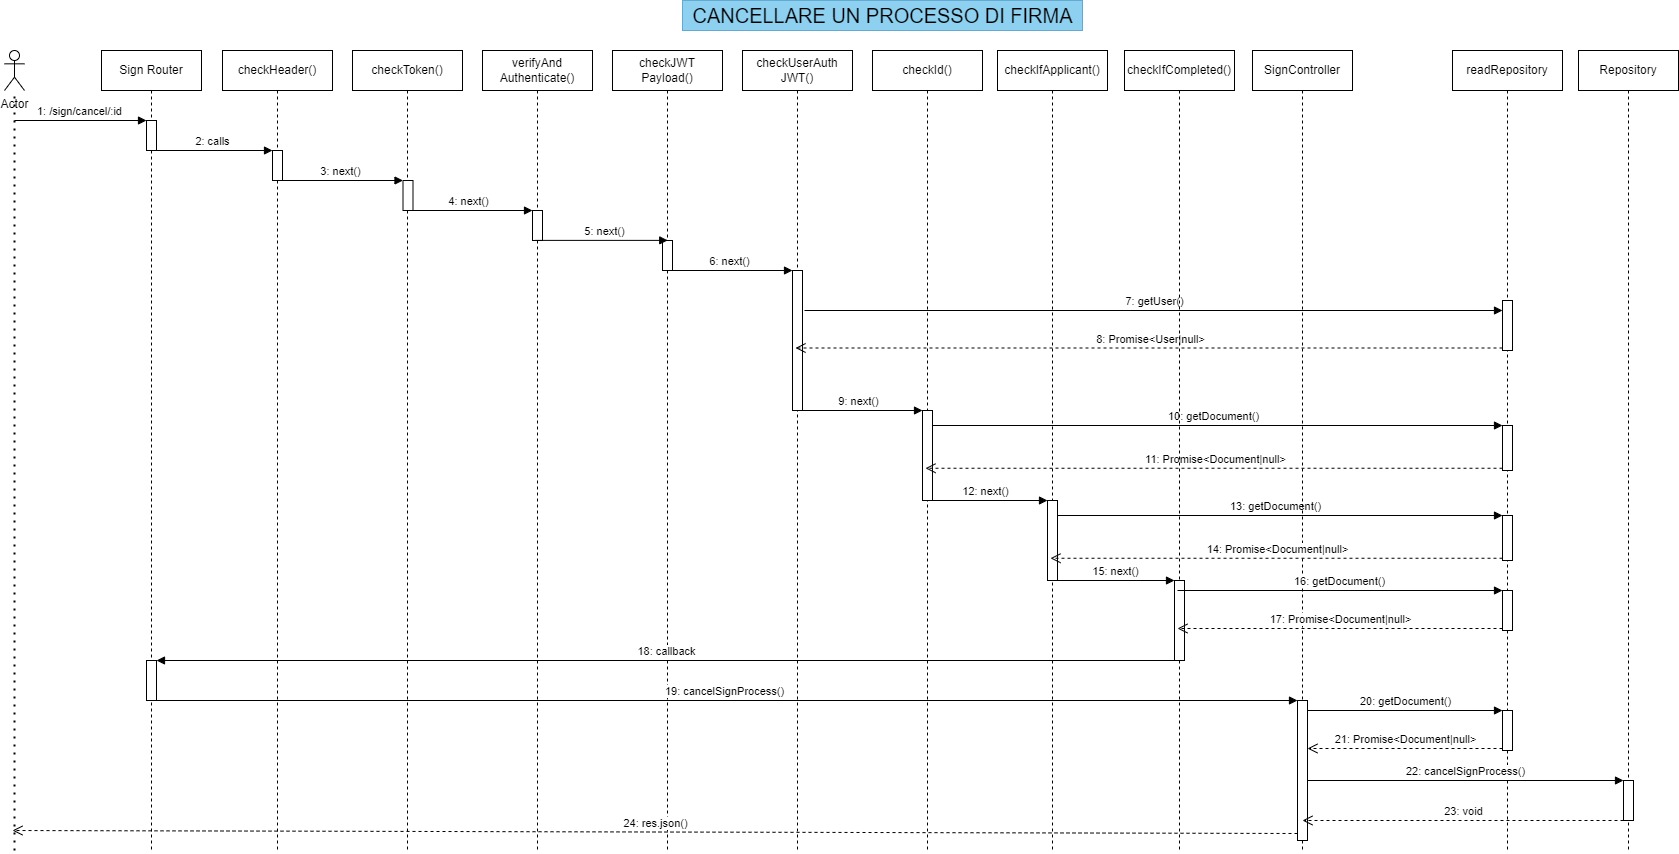 CANCELLARE UN PROCESSO DI FIRMA
Actor
Sign Router
checkHeader()
checkToken()
verifyAnd
Authenticate()
checkJWT
Payload()
checkUserAuth
JWT()
checkId()
checkIfApplicant()
checkIfCompleted()
SignController
readRepository
Repository
1: /sign/cancel/:id
2: calls
3: next()
4: next()
5: next()
6: next()
7: getUser()
8: Promise<User|null>
9: next()
10: getDocument()
11: Promise<Document|null>
12: next()
13: getDocument()
14: Promise<Document|null>
15: next()
16: getDocument()
17: Promise<Document|null>
18: callback
19: cancelSignProcess()
20: getDocument()
21: Promise<Document|null>
22: cancelSignProcess()
23: void
24: res.json()